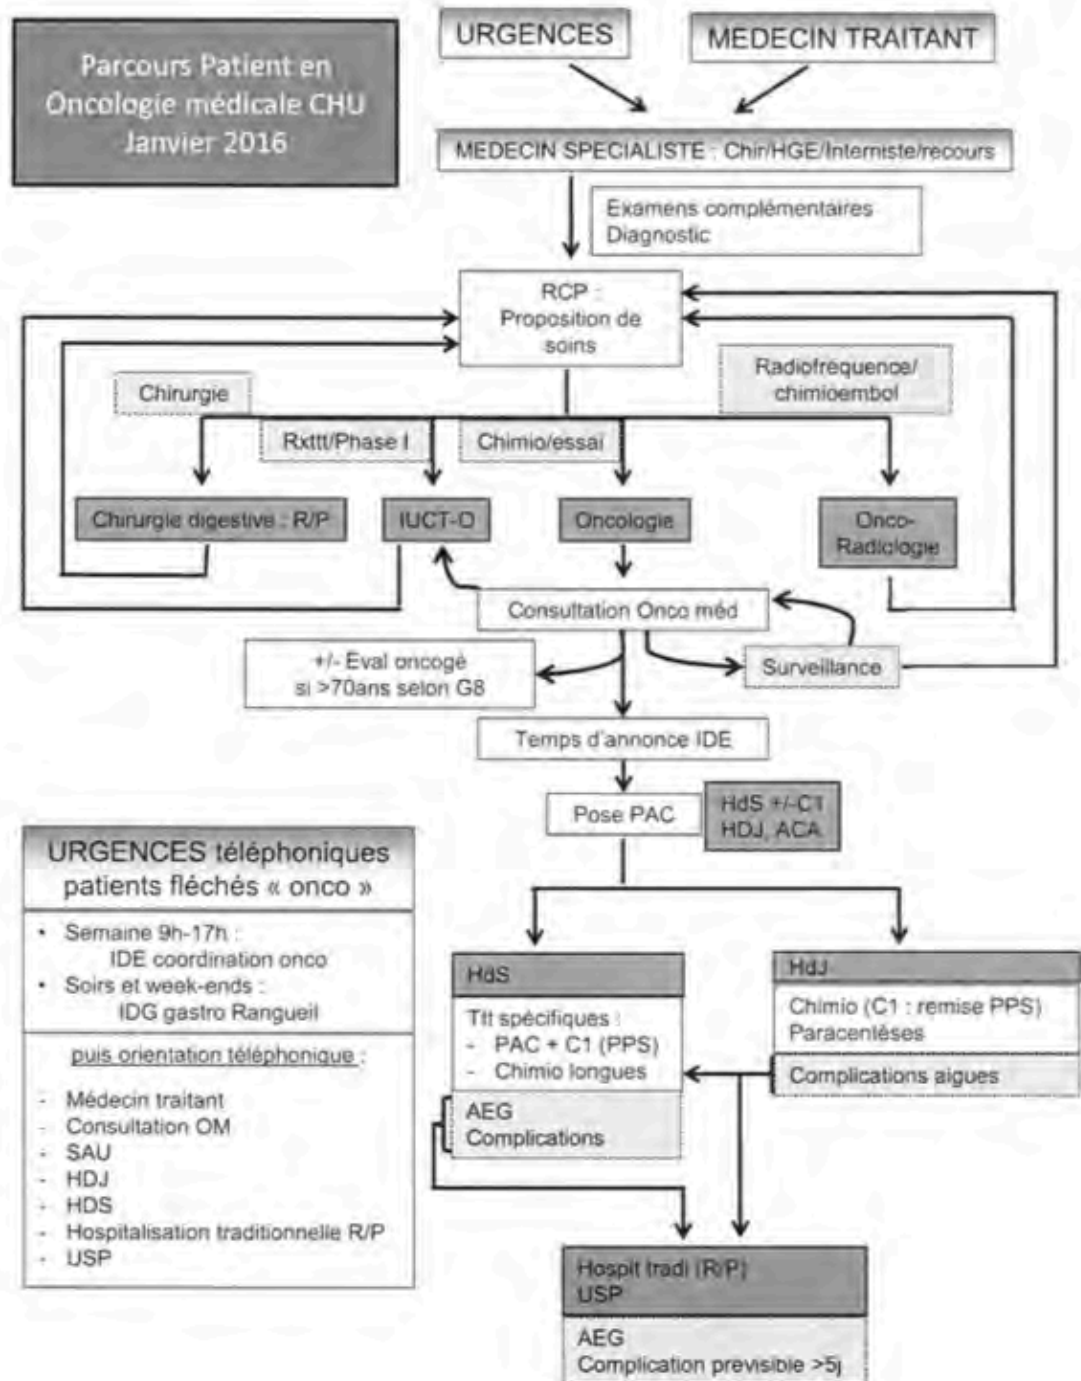 Parcours Patient en
Oncologie médicale CHU
Janvier 2016
URGENCES
MEDECIN TRAITANT
MEDECIN SPECIALISTE : Chir/HGE/Interniste/recours
Examens complémentaires
Diagnostic
RCP :
Proposition de
soins
Chirurgie
Radiofréquence/
chimioembol
Rxttt/Phase I
Chimio/essai
Chirurgie digestive : R/P
IUCT-O
Oncologie
Onco-
Radiologie
Consultation Onco méd
+/- Eval oncogé
si >70ans selon G8
Surveillance
Temps d'annonce IDE
Pose PAC
HdS +/-C1
HDJ, ACA
URGENCES téléphoniques
patients fléchés « onco »
• Semaine 9h-17h :
IDE coordination onco
• Soirs et week-ends :
IDG gastro Rangueil
puis orientation téléphonique :
- Médecin traitant
- Consultation OM
- SAU
- HDJ
- HDS
- Hospitalisation traditionnelle R/P
- USP
HdS
Ttt spécifiques :
- PAC + C1 (PPS)
- Chimio longues
AEG
Complications
HdJ
Chimio (C1 : remise PPS)
Paracentèses
Complications aigues
Hospit tradi (R/P)
USP
AEG
Complication previsible >5j